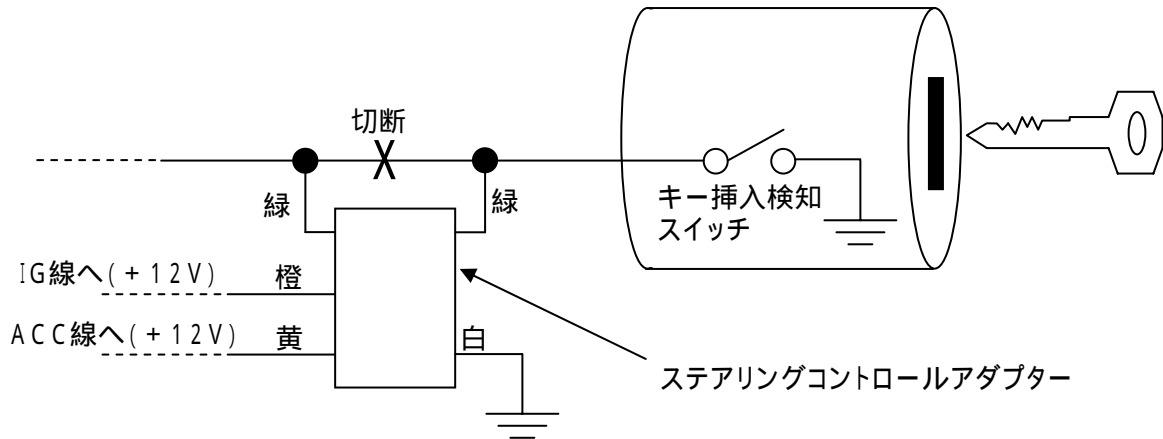 切断
緑
緑
キー挿入検知
スイッチ
IG線へ(+12V)
橙
ACC線へ(+12V)
黄
白
ステアリングコントロールアダプター